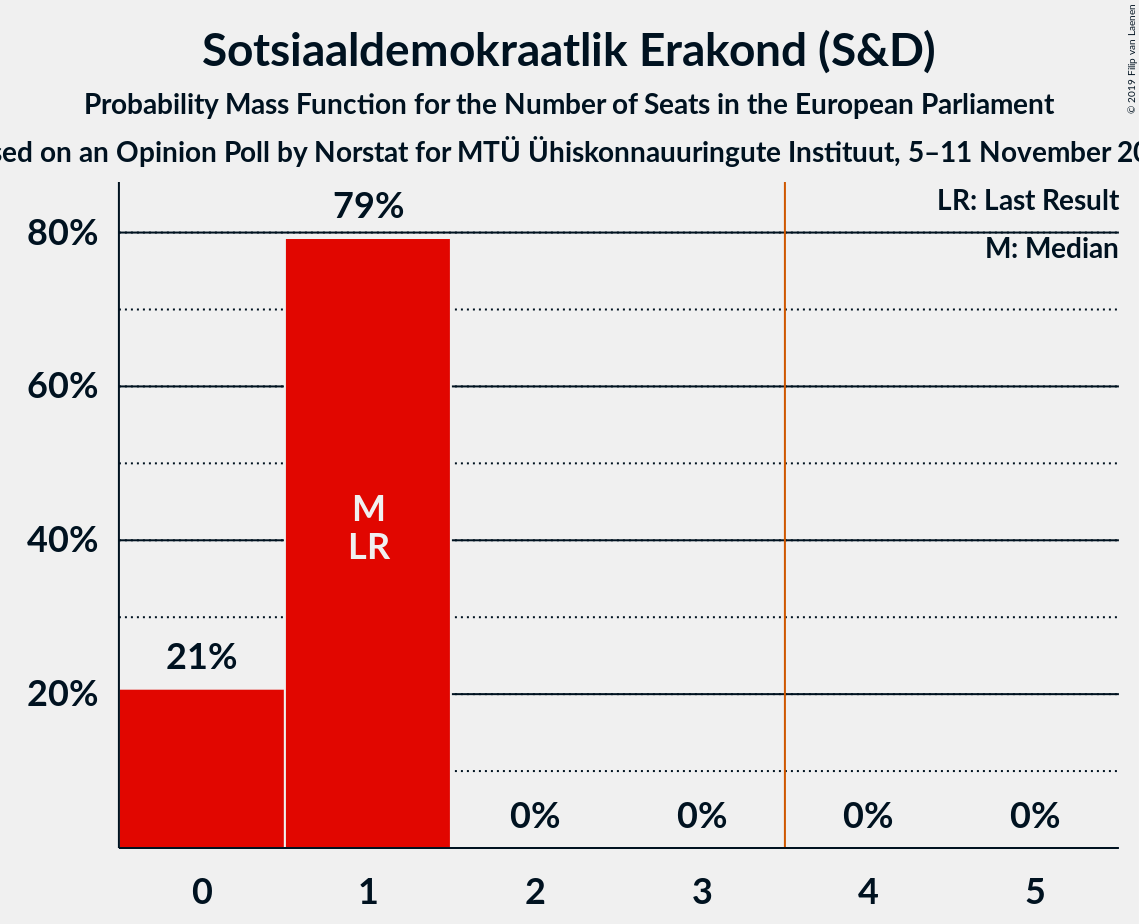 Sotsiaaldemokraatlik Erakond (S&D)
Probability Mass Function for the Number of Seats in the European Parliament
on an Opinion Poll by Norstat for MTÜ Ühiskonnauuringute Instituut, 5–11 November
© 2019 Filip van Laenen
LR: Last Result
M: Median
80%
60%
40%
20%
79%
21%
M
LR
0%
0%
0%
0%
0
1
2
3
4
5